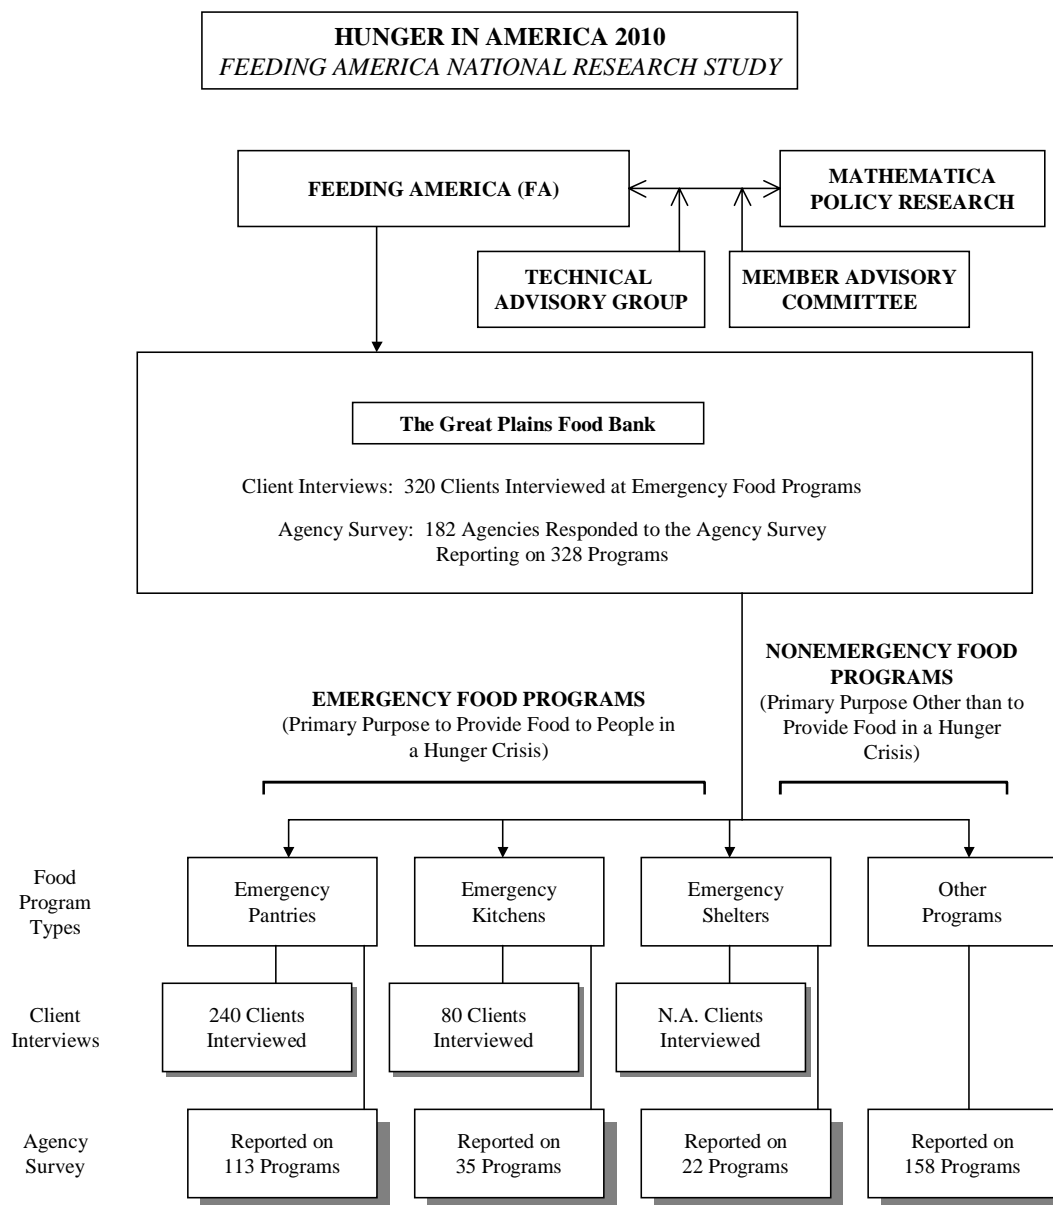 HUNGER IN AMERICA 2010
FEEDING AMERICA NATIONAL RESEARCH STUDY
FEEDING AMERICA (FA)
MATHEMATICA
POLICY RESEARCH
TECHNICAL
ADVISORY GROUP
MEMBER ADVISORY
COMMITTEE
The Great Plains Food Bank
Client Interviews:  320 Clients Interviewed at Emergency Food Programs
Agency Survey:  182 Agencies Responded to the Agency Survey
Reporting on 328 Programs
EMERGENCY FOOD PROGRAMS
(Primary Purpose to Provide Food to People in
a Hunger Crisis)
NONEMERGENCY FOOD
PROGRAMS
(Primary Purpose Other than to
Provide Food in a Hunger
Crisis)
Food
Program
Types
Emergency
Pantries
Emergency
Kitchens
Emergency
Shelters
Other
Programs
Client
Interviews
240 Clients
Interviewed
80 Clients
Interviewed
N.A. Clients
Interviewed
Agency
Survey
Reported on
113 Programs
Reported on
35 Programs
Reported on
22 Programs
Reported on
158 Programs